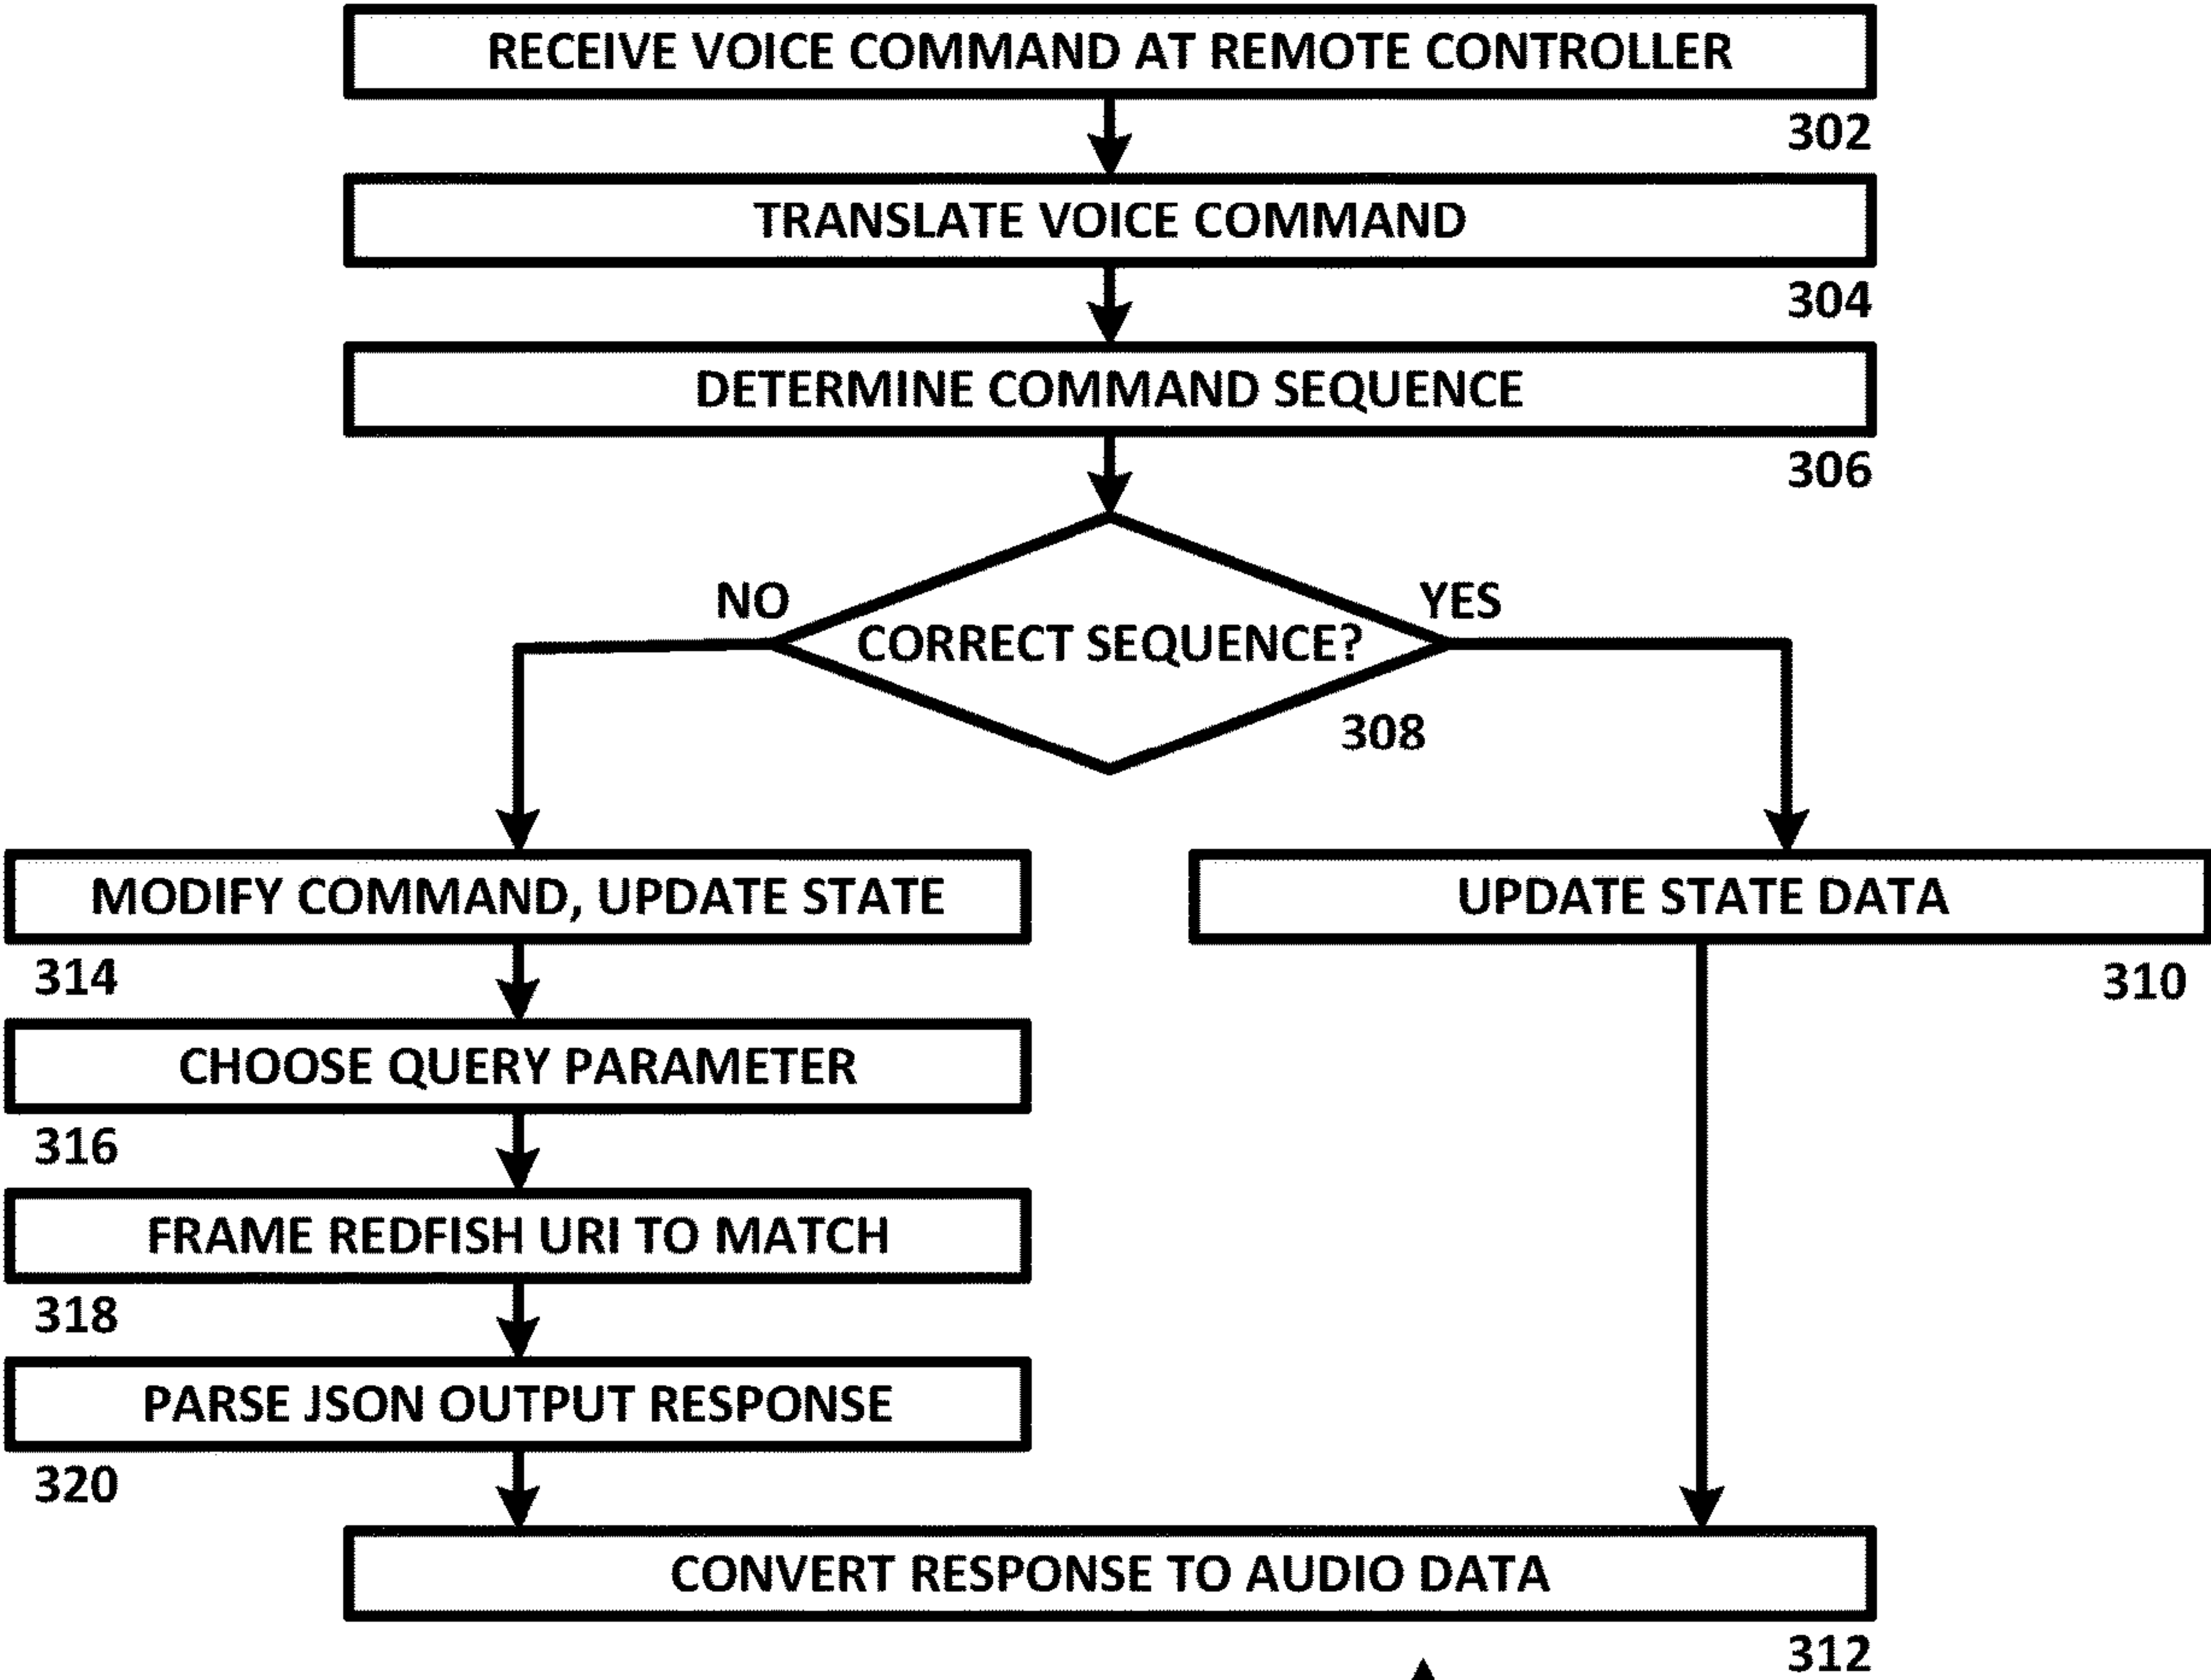 RECEIVE VOICE COMMAND AT REMOTE CONTROLLER
302
TRANSLATE VOICE COMMAND
304
DETERMINE COMMAND SEQUENCE
306
NO
YES
CORRECT SEQUENCE?
308
MODIFY COMMAND, UPDATE STATE
314
UPDATE STATE DATA
310
CHOOSE QUERY PARAMETER
316
FRAME REDFISH URI TO MATCH
318
PARSE JSON OUTPUT RESPONSE
320
CONVERT RESPONSE TO AUDIO DATA
312